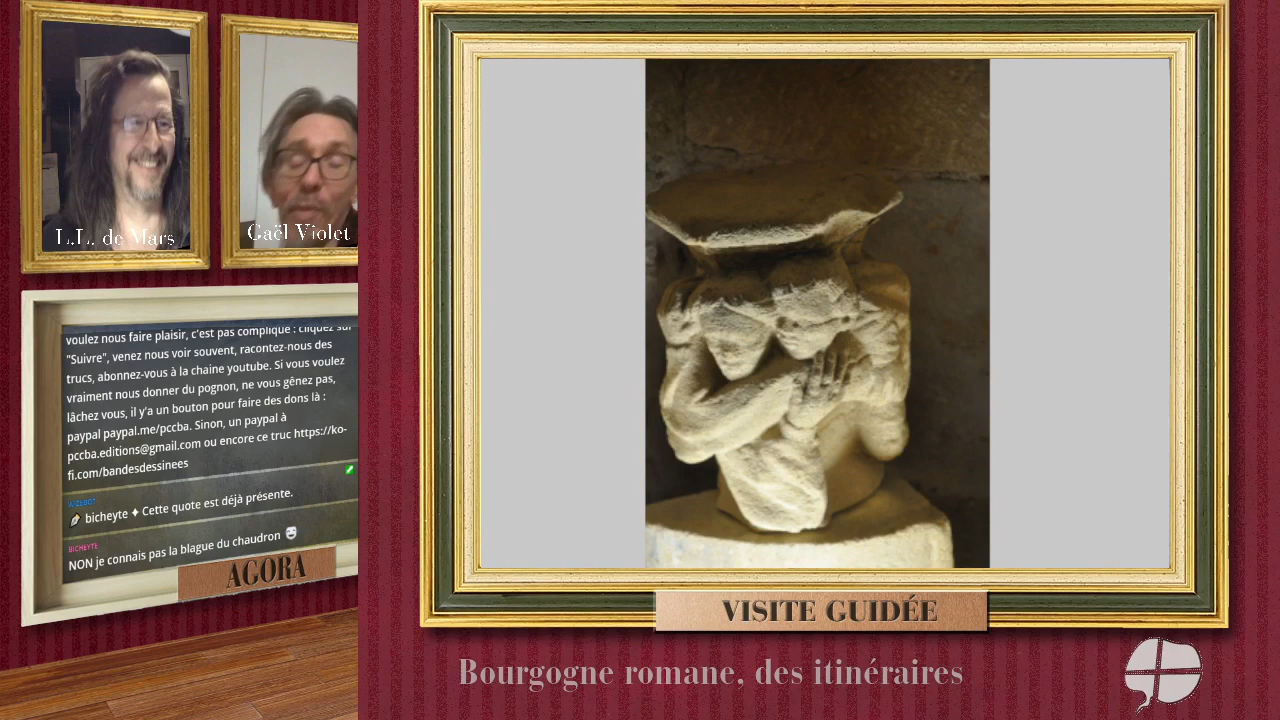 L.L. de Mars
Gaël Violet
voulez nous faire plaisir, c'est pas compliqué : cliquez sur
"Suivre", venez nous voir souvent, racontez-nous des
trucs, abonnez-vous à la chaine youtube. Si vous voulez
vraiment nous donner du pognon, ne vous gênez pas,
lâchez vous, il y'a un bouton pour faire des dons là :
paypal paypal.me/pccba. Sinon, un paypal à
pccba.editions@gmail.com ou encore ce truc https://ko-
fi.com/bandesdessinees
WIZEBOT
bicheyte ✦ Cette quote est déjà présente.
BICHEYTE
NON je connais pas la blague du chaudron
AGORA
VISITE GUIDÉE
Bourgogne romane, des itinéraires